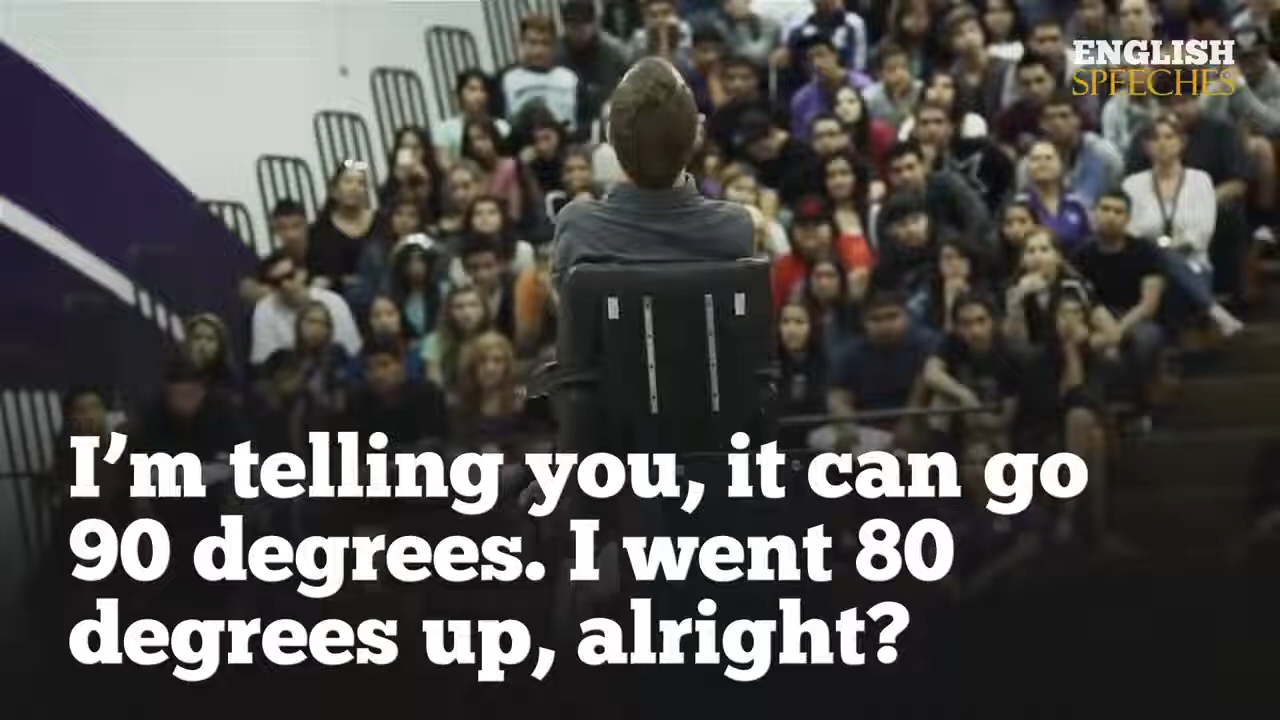 ENGLISH
SPEECHES
I'm telling you, it can go
90 degrees. I went 80
degrees up, alright?